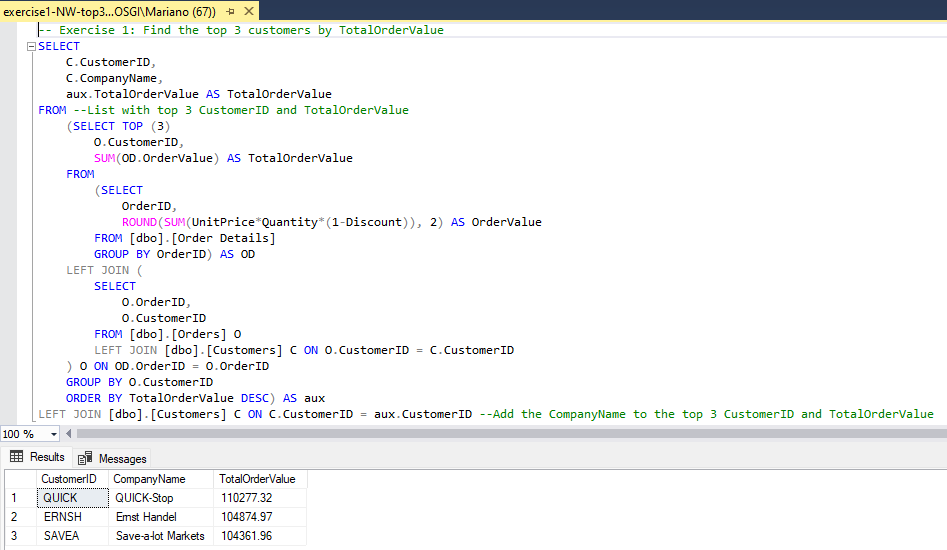 exercise1-NW-top3...OSGI\Mariano (67))
-- Exercise 1: Find the top 3 customers by TotalOrderValue
SELECT
C.CustomerID,
C.CompanyName,
aux.TotalOrderValue AS TotalOrderValue
FROM --List with top 3 CustomerID and TotalOrderValue
(SELECT TOP (3)
O.CustomerID,
SUM(OD.OrderValue) AS TotalOrderValue
FROM
(SELECT
OrderID,
ROUND(SUM(UnitPrice*Quantity*(1-Discount)), 2) AS OrderValue
FROM [dbo].[Order Details]
GROUP BY OrderID) AS OD
LEFT JOIN (
SELECT
O.OrderID,
O.CustomerID
FROM [dbo].[Orders] O
LEFT JOIN [dbo].[Customers] C ON O.CustomerID = C.CustomerID
) O ON OD.OrderID = O.OrderID
GROUP BY O.CustomerID
ORDER BY TotalOrderValue DESC) AS aux
LEFT JOIN [dbo].[Customers] C ON C.CustomerID = aux.CustomerID --Add the CompanyName to the top 3 CustomerID and TotalOrderValue
100 %
Results Messages
CustomerID CompanyName TotalOrderValue
1 QUICK QUICK-Stop 110277.32
2 ERNSH Ernst Handel 104874.97
3 SAVEA Save-a-lot Markets 104361.96